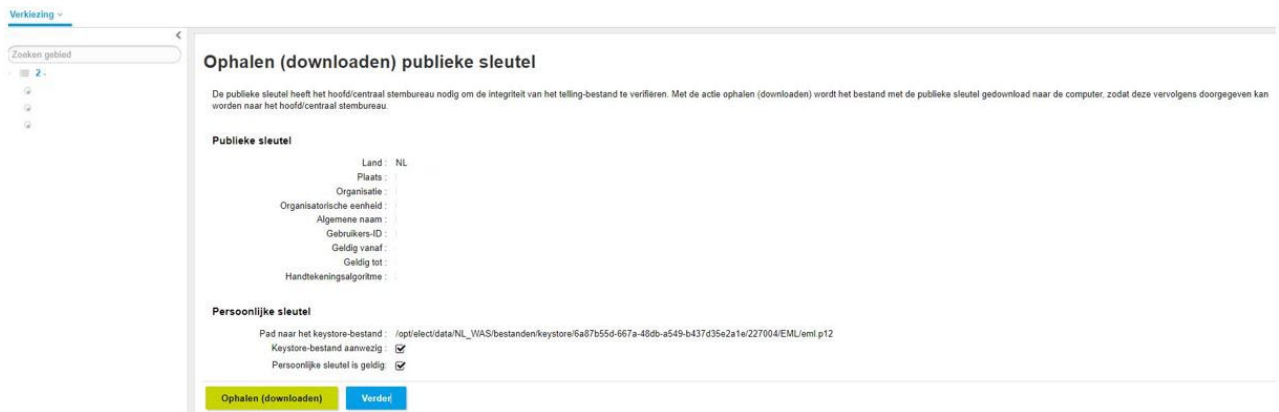 Verkiezing
Zoeken gebied
2 -
Ophalen (downloaden) publieke sleutel
De publieke sleutel heeft het hoofd/centraal stembureau nodig om de integriteit van het telling-bestand te verifiëren. Met de actie ophalen (downloaden) wordt het bestand met de publieke sleutel gedownload naar de computer, zodat deze vervolgens doorgegeven kan
worden naar het hoofd/centraal stembureau.
Publieke sleutel
Land : NL
Plaats :
Organisatie :
Organisatorische eenheid :
Algemene naam :
Gebruikers-ID :
Geldig vanaf :
Geldig tot :
Handtekeningsalgoritme :
Persoonlijke sleutel
Pad naar het keystore-bestand : /opt/elect/data/NL_WAS/bestanden/keystore/6a87b55d-667a-48db-a549-b437d35e2a1e/227004/EML/eml.p12
Keystore-bestand aanwezig :
Persoonlijke sleutel is geldig:
Ophalen (downloaden) Verder